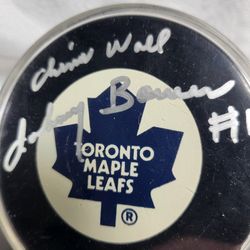 China Wall
Johnny Bower #1
TORONTO
MAPLE
LEAFS
®